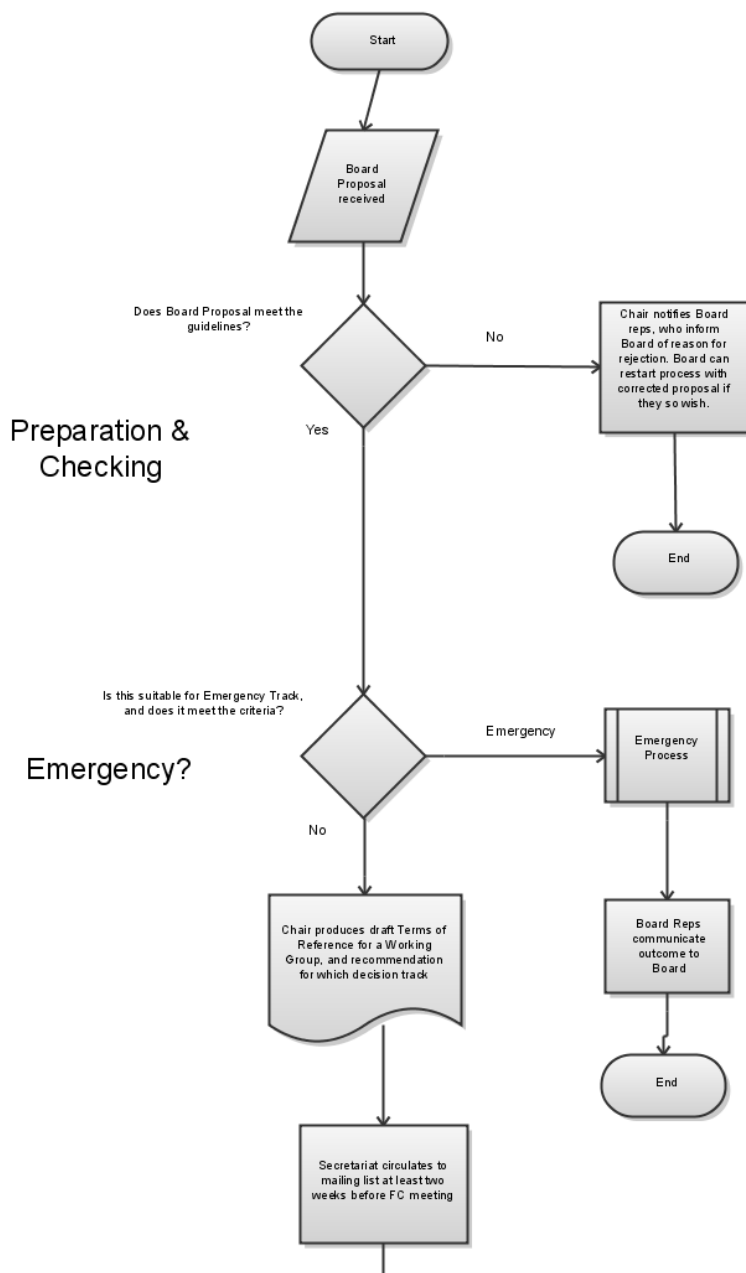 Start
Board
Proposal
received
Does Board Proposal meet the
guidelines?
No
Chair notifies Board
reps, who inform
Board of reason for
rejection. Board can
restart process with
corrected proposal if
they so wish.
Yes
Preparation &
Checking
End
Is this suitable for Emergency Track,
and does it meet the criteria?
Emergency
Emergency
Process
Emergency?
No
Chair produces draft Terms of
Reference for a Working
Group, and recommendation
for which decision track
Board Reps
communicate
outcome to
Board
End
Secretariat circulates to
mailing list at least two
weeks before FC meeting